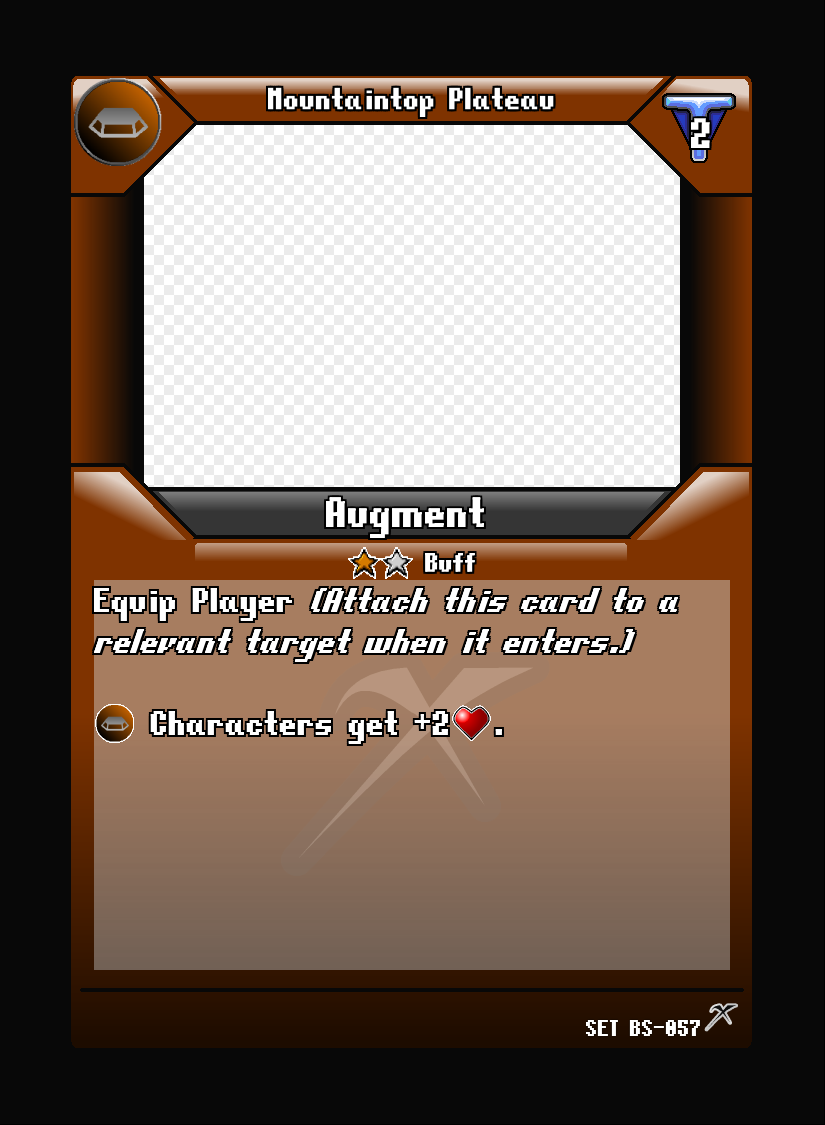 Mountaintop Plateau
2
Augment
Buff
Equip Player (Attach this card to a
relevant target when it enters.)
Characters get +2.
SET BS-057